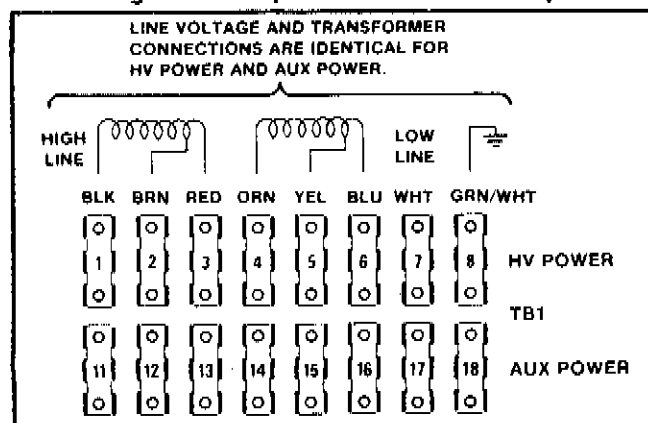 LINE VOLTAGE AND TRANSFORMER
CONNECTIONS ARE IDENTICAL FOR
HV POWER AND AUX POWER.
HIGH LINE
LOW LINE
BLK BRN RED ORN YEL BLU WHT GRN/WHT
1 2 3 4 5 6 7 8 HV POWER
TB1
11 12 13 14 15 16 17 18 AUX POWER